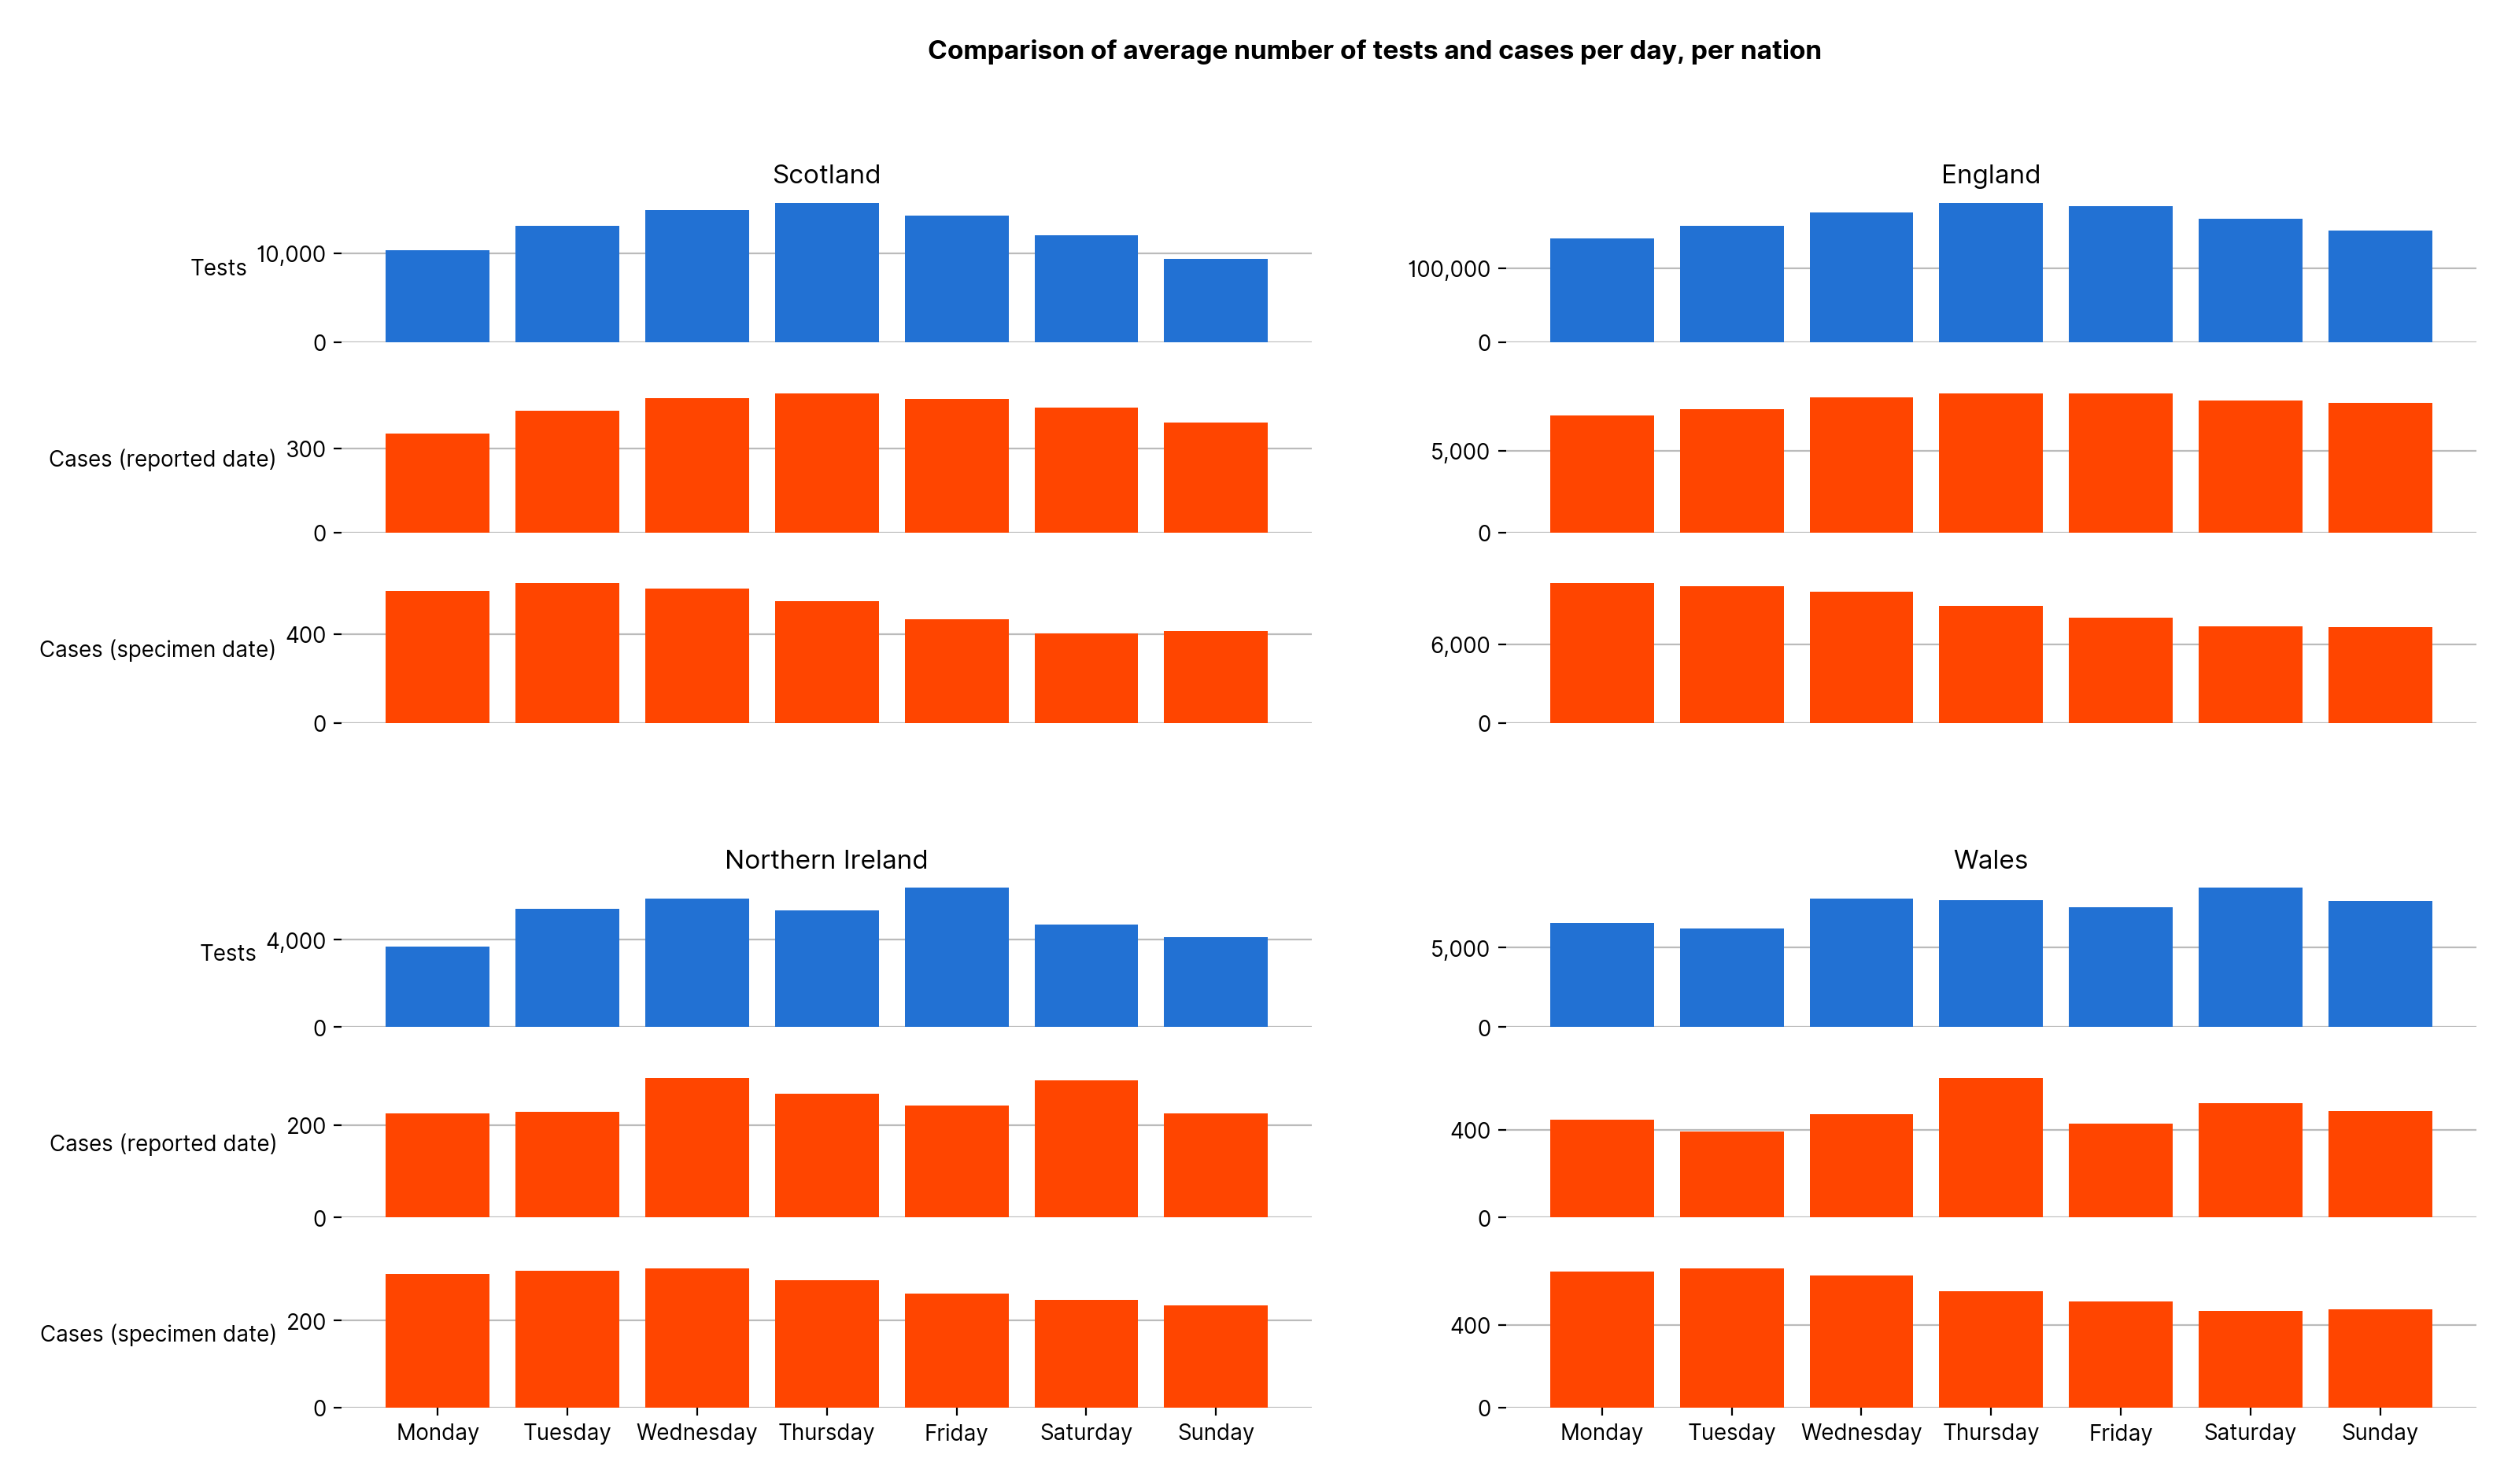 Comparison of average number of tests and cases per day, per nation
Scotland
Tests
10,000
0
Cases (reported date)
300
0
Cases (specimen date)
400
0
England
100,000
0
5,000
0
6,000
0
Northern Ireland
Tests
4,000
0
Cases (reported date)
200
0
Cases (specimen date)
200
0
Monday Tuesday Wednesday Thursday Friday Saturday Sunday
Wales
5,000
0
400
0
400
0
Monday Tuesday Wednesday Thursday Friday Saturday Sunday